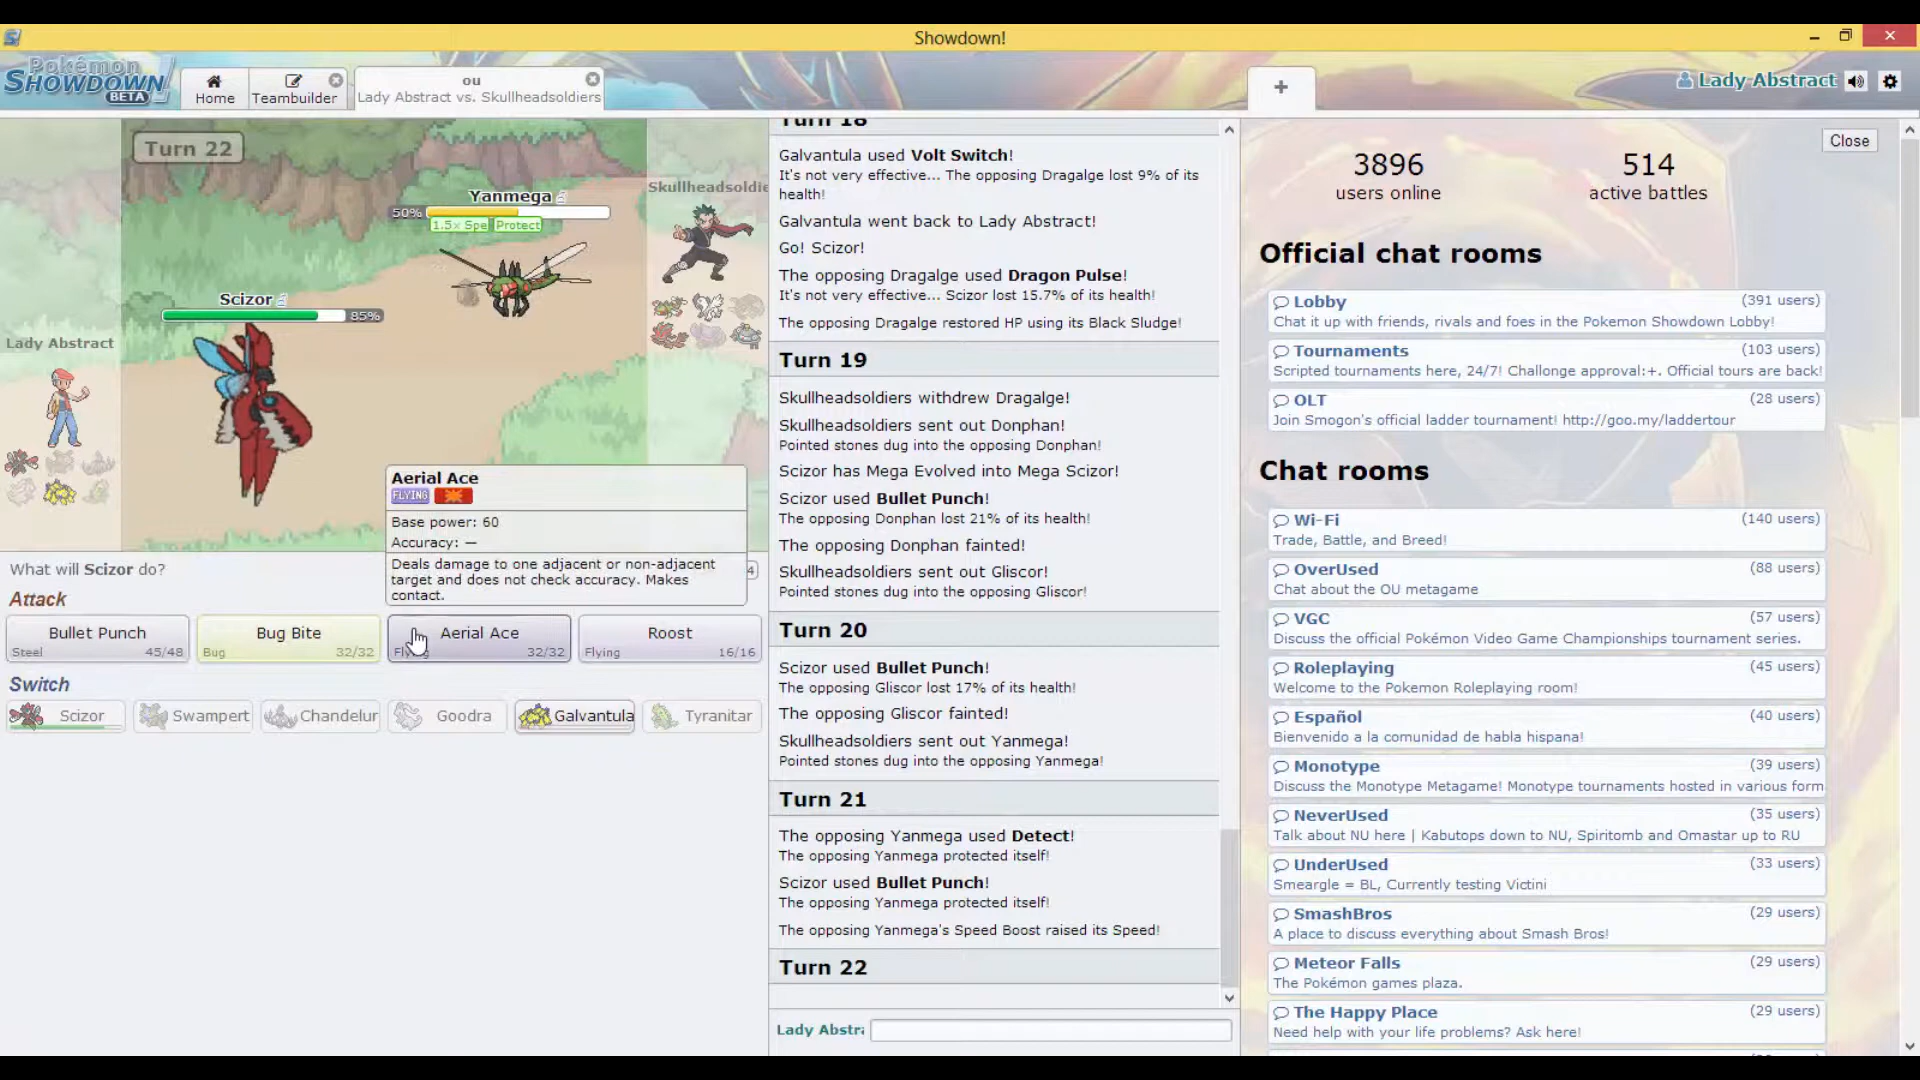 Showdown!
Pokémon
SHOWDOWN!
BETA
Home
Teambuilder
ou
Lady Abstract vs. Skullheadsoldiers
+
Lady Abstract
Turn 22
Yanmega
50%
1.5× Spe Protect
Skullheadsoldie
Scizor
85%
Lady Abstract
Aerial Ace
FLYING
Base power: 60
Accuracy: —
Deals damage to one adjacent or non-adjacent
target and does not check accuracy. Makes
contact.
What will Scizor do?
4
Attack
Bullet Punch
Steel 45/48
Bug Bite
Bug 32/32
Aerial Ace
32/32
Roost
Flying 16/16
Switch
Scizor
Swampert
Chandelur
Goodra
Galvantula
Tyranitar
Turn 18
Galvantula used Volt Switch!
It's not very effective... The opposing Dragalge lost 9% of its
health!
Galvantula went back to Lady Abstract!
Go! Scizor!
The opposing Dragalge used Dragon Pulse!
It's not very effective... Scizor lost 15.7% of its health!
The opposing Dragalge restored HP using its Black Sludge!
Turn 19
Skullheadsoldiers withdrew Dragalge!
Skullheadsoldiers sent out Donphan!
Pointed stones dug into the opposing Donphan!
Scizor has Mega Evolved into Mega Scizor!
Scizor used Bullet Punch!
The opposing Donphan lost 21% of its health!
The opposing Donphan fainted!
Skullheadsoldiers sent out Gliscor!
Pointed stones dug into the opposing Gliscor!
Turn 20
Scizor used Bullet Punch!
The opposing Gliscor lost 17% of its health!
The opposing Gliscor fainted!
Skullheadsoldiers sent out Yanmega!
Pointed stones dug into the opposing Yanmega!
Turn 21
The opposing Yanmega used Detect!
The opposing Yanmega protected itself!
Scizor used Bullet Punch!
The opposing Yanmega protected itself!
The opposing Yanmega's Speed Boost raised its Speed!
Turn 22
Lady Abstra
Close
3896
users online
514
active battles
Official chat rooms
Lobby (391 users)
Chat it up with friends, rivals and foes in the Pokemon Showdown Lobby!
Tournaments (103 users)
Scripted tournaments here, 24/7! Challonge approval:+. Official tours are back!
OLT (28 users)
Join Smogon's official ladder tournament! http://goo.my/laddertour
Chat rooms
Wi-Fi (140 users)
Trade, Battle, and Breed!
OverUsed (88 users)
Chat about the OU metagame
VGC (57 users)
Discuss the official Pokémon Video Game Championships tournament series.
Roleplaying (45 users)
Welcome to the Pokemon Roleplaying room!
Español (40 users)
Bienvenido a la comunidad de habla hispana!
Monotype (39 users)
Discuss the Monotype Metagame! Monotype tournaments hosted in various form
NeverUsed (35 users)
Talk about NU here | Kabutops down to NU, Spiritomb and Omastar up to RU
UnderUsed (33 users)
Smeargle = BL, Currently testing Victini
SmashBros (29 users)
A place to discuss everything about Smash Bros!
Meteor Falls (29 users)
The Pokémon games plaza.
The Happy Place (29 users)
Need help with your life problems? Ask here!